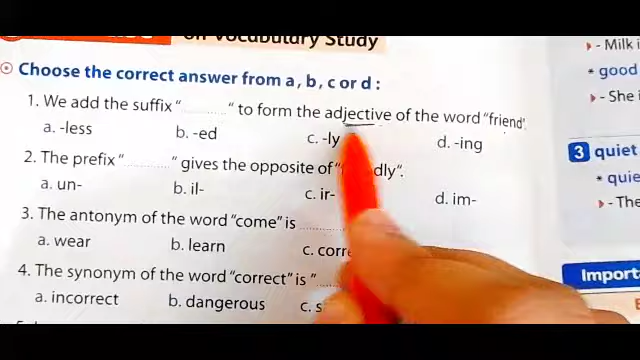 on Vocabulary Study
Choose the correct answer from a, b, c or d :
1. We add the suffix "........" to form the adjective of the word "friend".
a. -less b. -ed c. -ly d. -ing
2. The prefix "........" gives the opposite of
a. un- b. il- c. ir- d. im-
3. The antonym of the word "come" is ........
a. wear b. learn c.
4. The synonym of the word "correct" is "
a. incorrect b. dangerous c.
- Milk
* good
- She
3 quiet
* quie
- The
Import